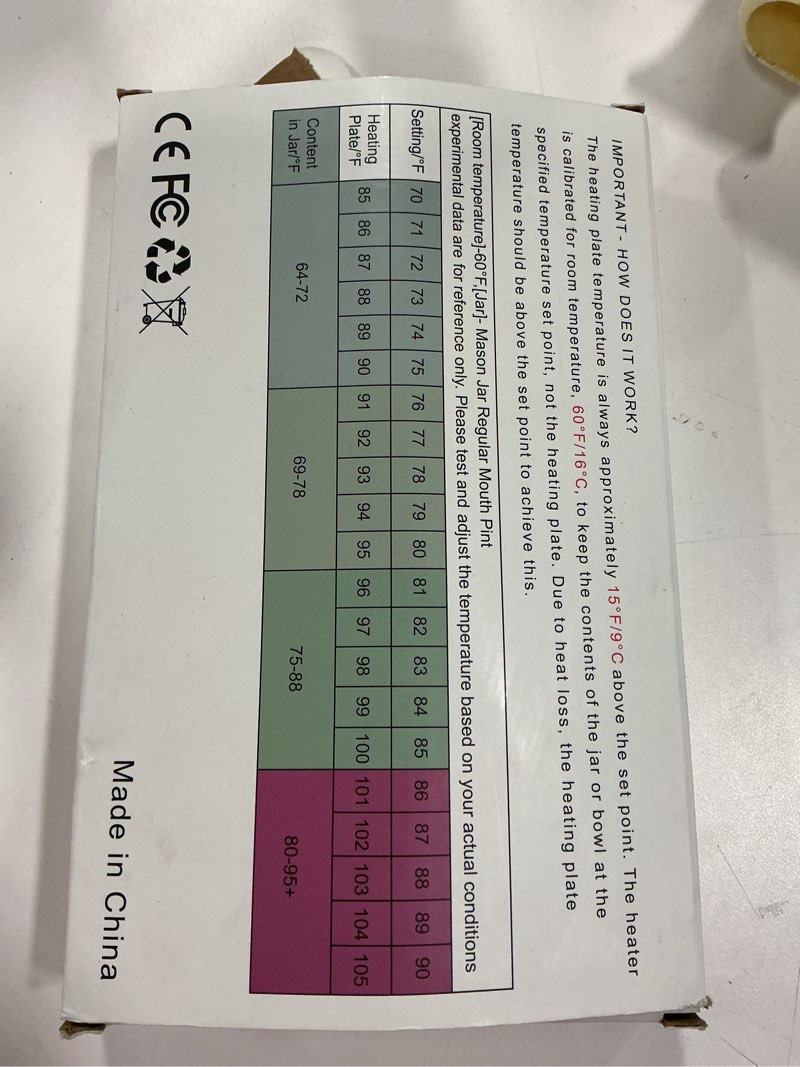 IMPORTANT - HOW DOES IT WORK?
The heating plate temperature is always approximately 15°F/9°C above the set point. The heater
is calibrated for room temperature, 60°F/16°C, to keep the contents of the jar or bowl at the
specified temperature set point, not the heating plate. Due to heat loss, the heating plate
temperature should be above the set point to achieve this.
[Room temperature]-60°F,[Jar]- Mason Jar Regular Mouth Pint
experimental data are for reference only. Please test and adjust the temperature based on your actual conditions
Setting/°F 70 71 72 73 74 75 76 77 78 79 80 81 82 83 84 85 86 87 88 89 90
Heating
Plate/°F 85 86 87 88 89 90 91 92 93 94 95 96 97 98 99 100 101 102 103 104 105
Content
in Jar/°F 64-72 69-78 75-88 80-95+
CE FC
Made in China